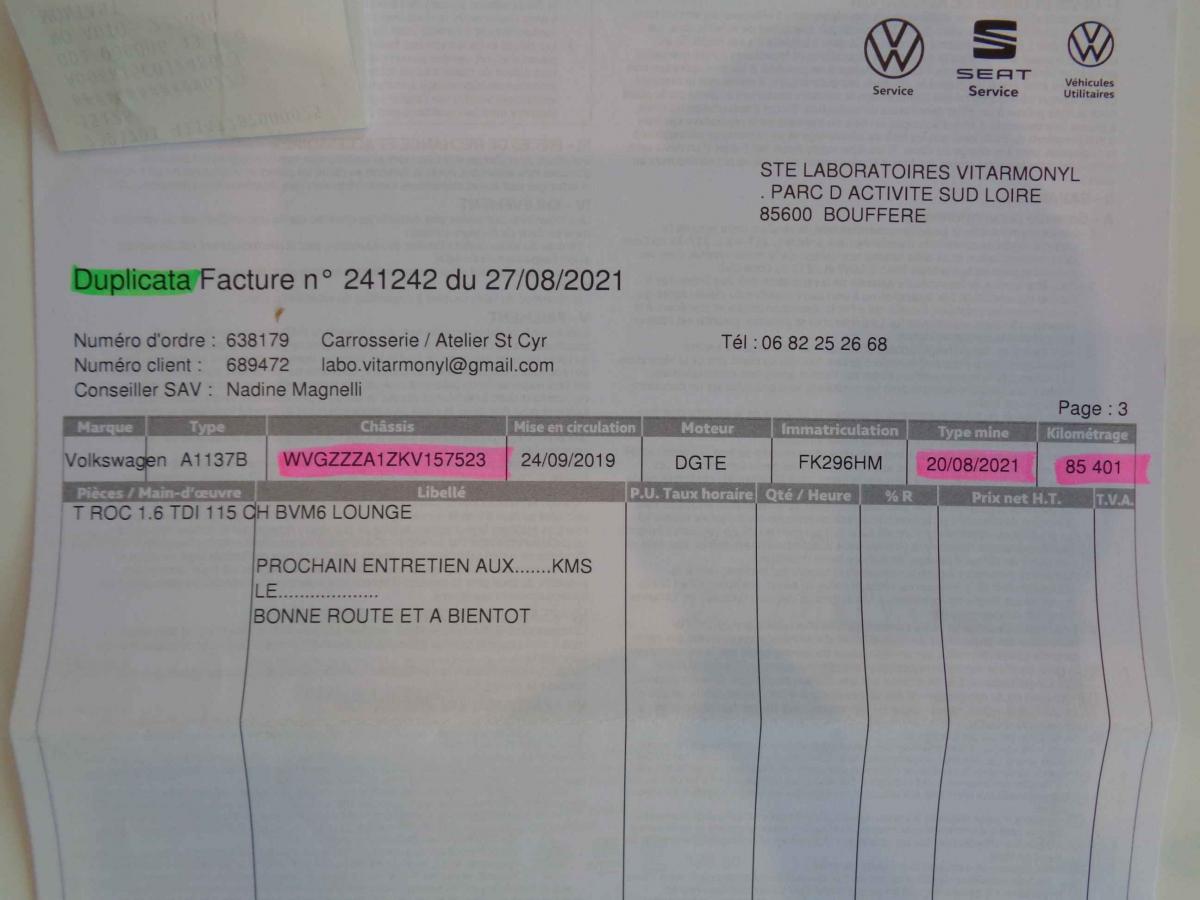 Service
SEAT
Service
Véhicules
Utilitaires
STE LABORATOIRES VITARMONYL
. PARC D ACTIVITE SUD LOIRE
85600 BOUFFERE
Duplicata Facture n° 241242 du 27/08/2021
Numéro d'ordre : 638179 Carrosserie / Atelier St Cyr Tél : 06 82 25 26 68
Numéro client : 689472 labo.vitarmonyl@gmail.com
Conseiller SAV : Nadine Magnelli
Page : 3
Marque Type Châssis Mise en circulation Moteur Immatriculation Type mine Kilométrage
Volkswagen A1137B WVGZZZA1ZKV157523 24/09/2019 DGTE FK296HM 20/08/2021 85 401
Pièces / Main-d'œuvre Libellé P.U. Taux horaire Qté / Heure % R Prix net H.T. T.V.A.
T ROC 1.6 TDI 115 CH BVM6 LOUNGE
PROCHAIN ENTRETIEN AUX.......KMS
LE...................
BONNE ROUTE ET A BIENTOT